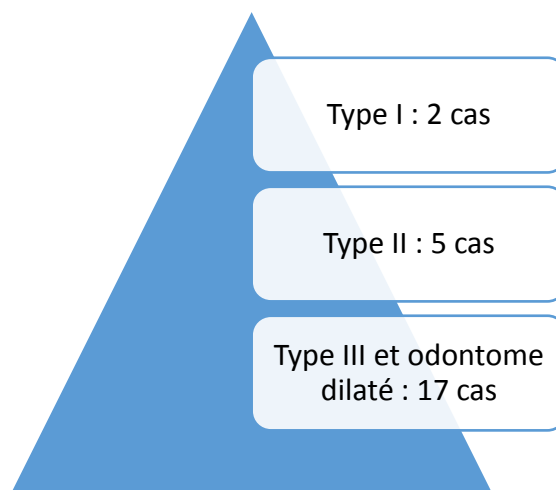 Type I : 2 cas
Type II : 5 cas
Type III et odontome
dilaté : 17 cas